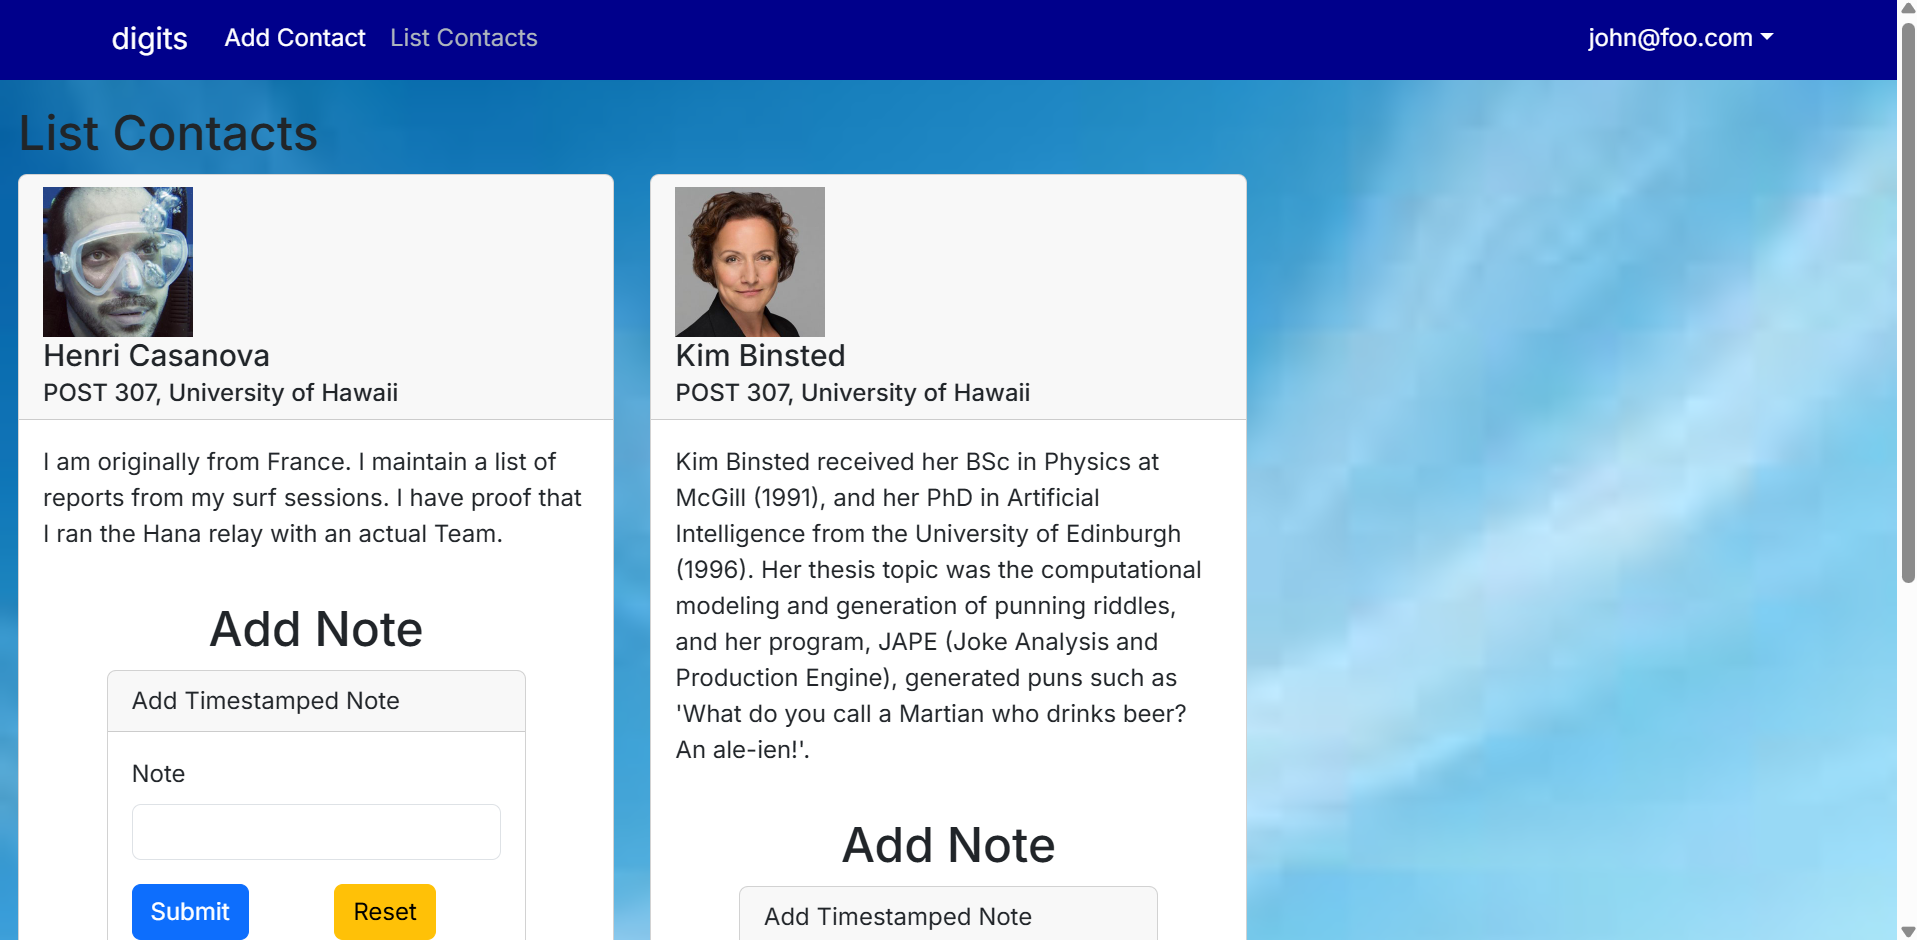 digits Add Contact List Contacts john@foo.com
List Contacts
Henri Casanova
POST 307, University of Hawaii
I am originally from France. I maintain a list of
reports from my surf sessions. I have proof that
I ran the Hana relay with an actual Team.
Add Note
Add Timestamped Note
Note
Submit Reset
Kim Binsted
POST 307, University of Hawaii
Kim Binsted received her BSc in Physics at
McGill (1991), and her PhD in Artificial
Intelligence from the University of Edinburgh
(1996). Her thesis topic was the computational
modeling and generation of punning riddles,
and her program, JAPE (Joke Analysis and
Production Engine), generated puns such as
'What do you call a Martian who drinks beer?
An ale-ien!'.
Add Note
Add Timestamped Note